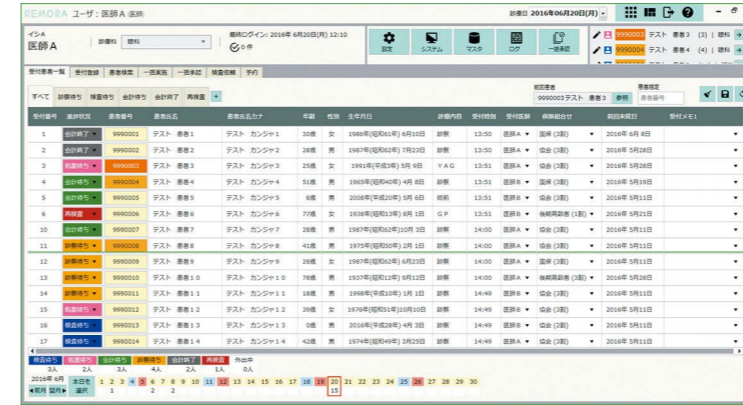 REMORA ユーザ：医師A (医師)
診療日 2016年06月20日(月)
イシA
医師A
診療科 眼科
最終ログイン: 2016年 6月20日(月) 12:10
0 件
設定 システム マスタ ログ 一括承認
9990003 テスト 患者3 (3) | 眼科
9990004 テスト 患者4 (4) | 眼科
受付患者一覧 受付登録 患者検索 一括実施 一括承認 検査依頼 予約
すべて 診察待ち 検査待ち 会計待ち 会計終了 再検査 +
前回患者
9990003 テスト 患者3 参照
患者指定
患者番号
受付番号 進捗状況 患者番号 患者氏名 患者氏名カナ 年齢 性別 生年月日 診療内容 受付時刻 受付医師 保険組合せ 前回来院日 受付メモ1
1 会計終了 9990001 テスト 患者1 テスト カンジャ1 30歳 女 1986年(昭和61年) 6月10日 診察 13:50 医師A 国保 (3割) 2016年 6月 8日
2 会計終了 9990002 テスト 患者2 テスト カンジャ2 28歳 男 1987年(昭和62年) 7月23日 診察 13:50 医師B 協会 (3割) 2016年 5月28日
3 処置待ち 9990003 テスト 患者3 テスト カンジャ3 25歳 女 1991年(平成3年) 5月 9日 YAG 13:51 医師A 協会 (3割) 2016年 5月28日
4 会計待ち 9990004 テスト 患者4 テスト カンジャ4 51歳 男 1965年(昭和40年) 4月 8日 診察 13:51 医師B 国保 (3割) 2016年 5月19日
5 会計待ち 9990005 テスト 患者5 テスト カンジャ5 8歳 男 2008年(平成20年) 5月 6日 術前 13:51 医師B 協会 (3割) 2016年 5月11日
6 再検査 9990006 テスト 患者6 テスト カンジャ6 77歳 女 1938年(昭和13年) 8月 1日 GP 13:51 医師B 後期高齢者 (1割) 2016年 5月21日
10 会計待ち 9990007 テスト 患者7 テスト カンジャ7 28歳 男 1987年(昭和62年)10月 3日 診察 14:00 医師A 協会 (3割) 2016年 5月11日
11 診察待ち 9990008 テスト 患者8 テスト カンジャ8 41歳 男 1975年(昭和50年) 2月 1日 診察 14:00 医師A 協会 (3割) 2016年 5月11日
12 診察待ち 9990009 テスト 患者9 テスト カンジャ9 28歳 女 1987年(昭和62年) 6月23日 診察 14:00 医師A 協会 (3割) 2016年 5月11日
13 診察待ち 9990010 テスト 患者10 テスト カンジャ10 78歳 男 1937年(昭和12年) 9月12日 診察 14:00 医師A 後期高齢者 (3割) 2016年 5月28日
14 診察待ち 9990011 テスト 患者11 テスト カンジャ11 18歳 男 1998年(平成10年) 1月 1日 診察 14:49 医師B 協会 (3割) 2016年 5月11日
15 処置待ち 9990012 テスト 患者12 テスト カンジャ12 39歳 女 1976年(昭和51年)10月10日 診察 14:49 医師B 協会 (3割) 2016年 5月11日
16 検査待ち 9990013 テスト 患者13 テスト カンジャ13 0歳 男 2016年(平成28年) 4月 3日 診察 14:49 医師B 協会 (2割) 2016年 5月11日
17 検査待ち 9990014 テスト 患者14 テスト カンジャ14 42歳 男 1974年(昭和49年) 3月25日 診察 14:49 医師B 協会 (3割) 2016年 5月11日
検査待ち 処置待ち 会計待ち 診察待ち 会計終了 再検査 外出中
3人 2人 3人 4人 2人 1人 0人
2016年 6月 本日を 1 2 3 4 5 6 7 8 9 10 11 12 13 14 15 16 17 18 19 20 21 22 23 24 25 26 27 28 29 30
◀前月 翌月▶ 選択 1 2 2 15